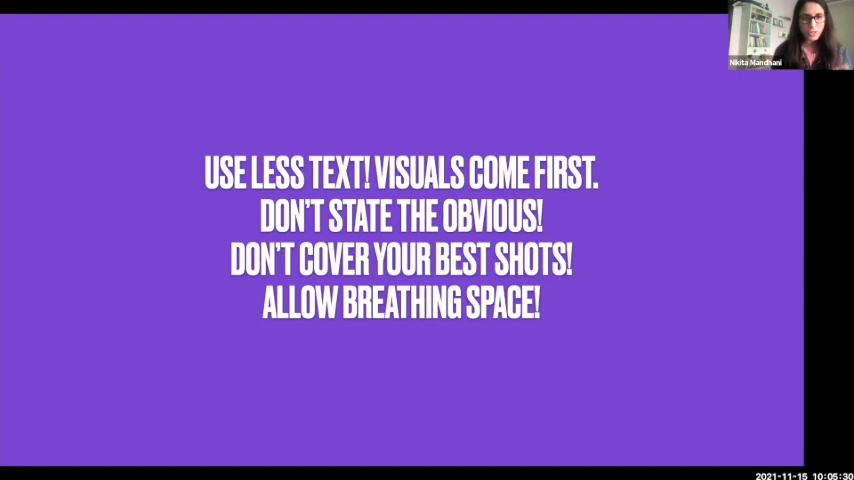 Nikita Mandhani
USE LESS TEXT! VISUALS COME FIRST.
DON'T STATE THE OBVIOUS!
DON'T COVER YOUR BEST SHOTS!
ALLOW BREATHING SPACE!
2021-11-15 10:05:30